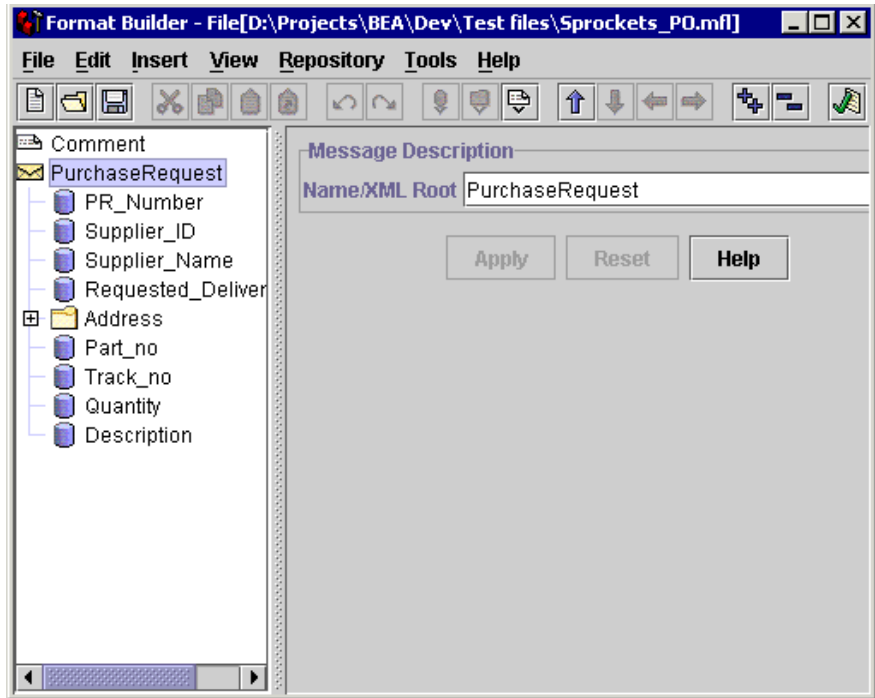 Format Builder - File[D:\Projects\BEA\Dev\Test files\Sprockets_PO.mfl]
File Edit Insert View Repository Tools Help
Comment
PurchaseRequest
PR_Number
Supplier_ID
Supplier_Name
Requested_Deliver
Address
Part_no
Track_no
Quantity
Description
Message Description
Name/XML Root PurchaseRequest
Apply Reset Help